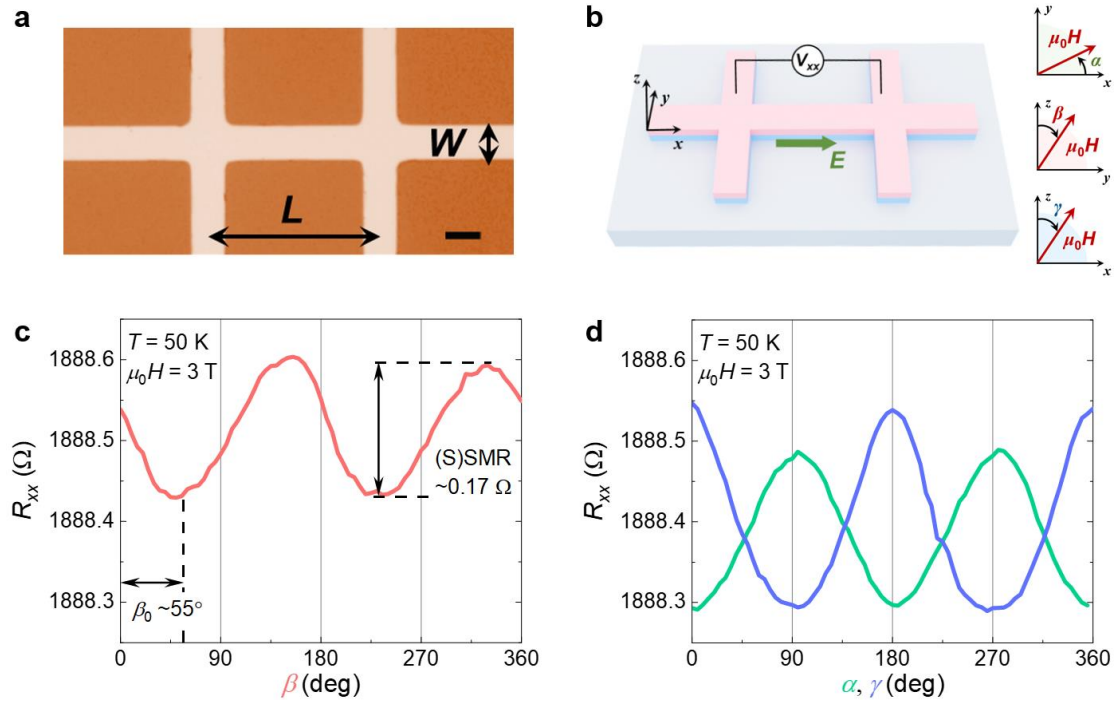 a
W
L
b
V_xx
z
y
x
E
y
μ₀H
α
x
z
β
μ₀H
y
z
γ
μ₀H
x
c
T = 50 K
μ₀H = 3 T
1888.6
1888.5
1888.4
1888.3
R_xx (Ω)
(S)SMR
~0.17 Ω
β₀ ~55°
0 90 180 270 360
β (deg)
d
T = 50 K
μ₀H = 3 T
1888.6
1888.5
1888.4
1888.3
R_xx (Ω)
0 90 180 270 360
α, γ (deg)